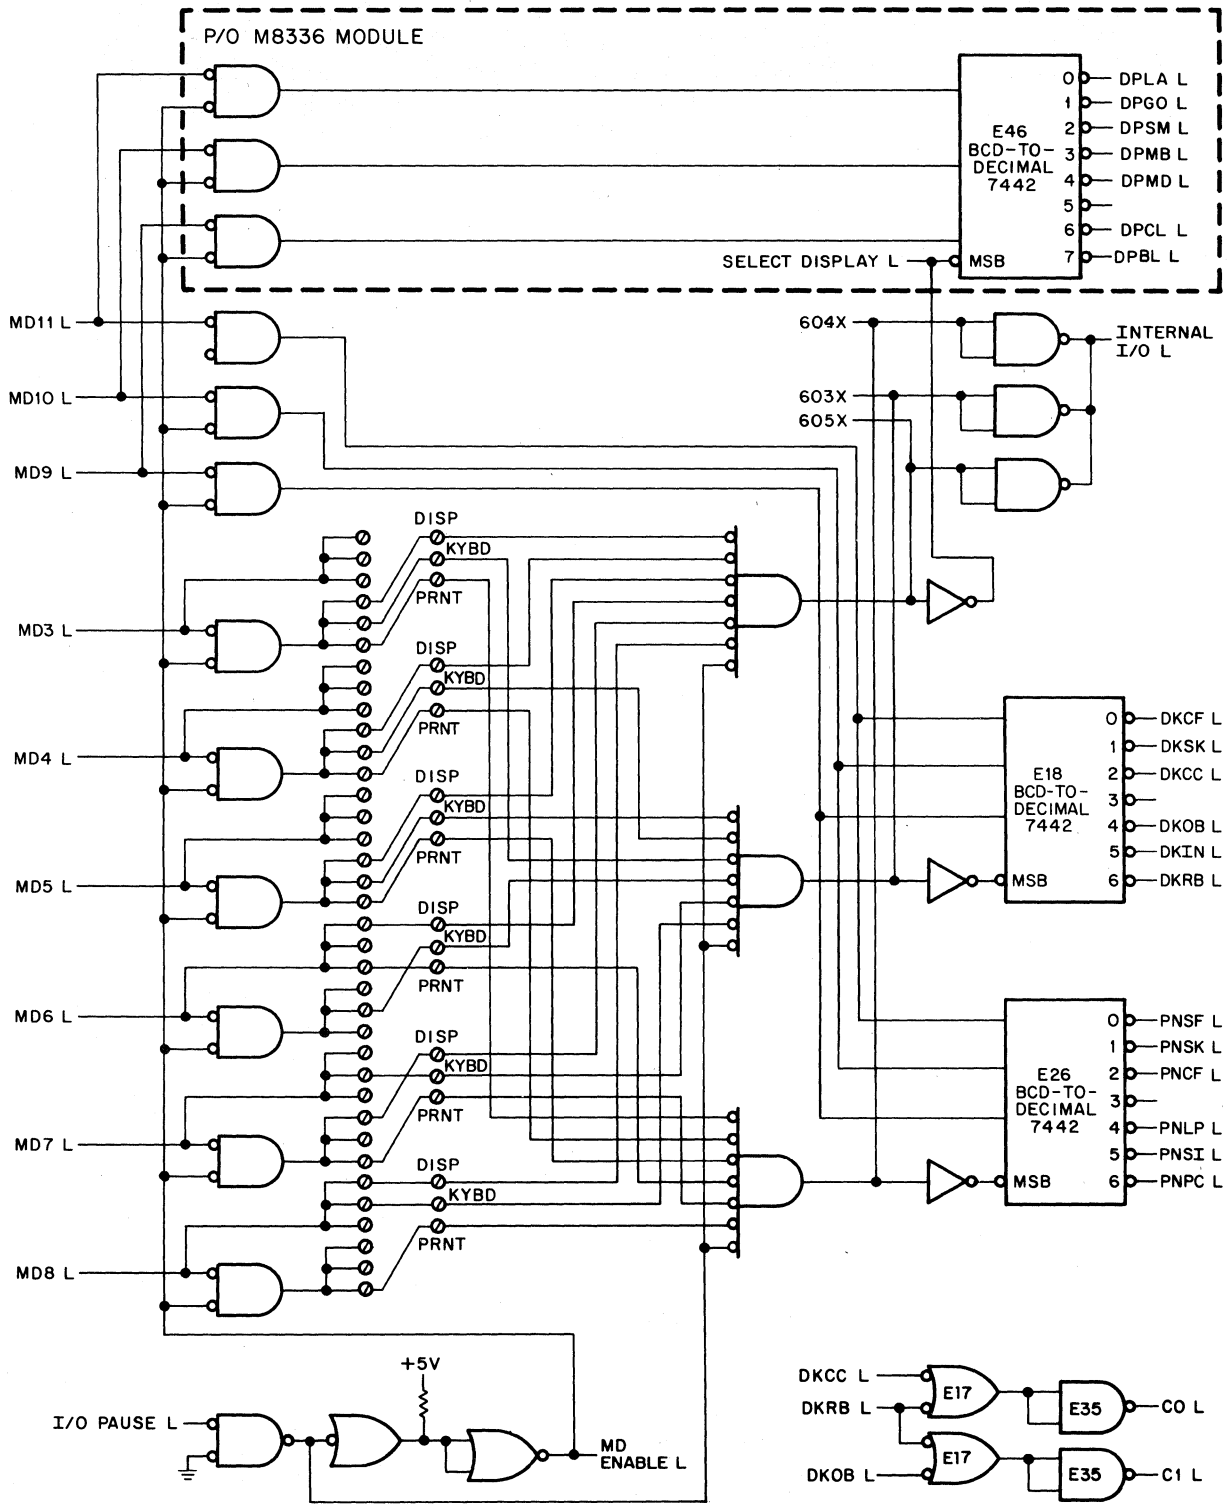 P/O M8336 MODULE
E46
BCD-TO-
DECIMAL
7442
0 DPLA L
1 DPGO L
2 DPSM L
3 DPMB L
4 DPMD L
5
6 DPCL L
7 DPBL L
SELECT DISPLAY L
MSB
MD11 L
604X
INTERNAL
I/O L
MD10 L
603X
605X
MD9 L
DISP
KYBD
PRNT
MD3 L
DISP
KYBD
PRNT
MD4 L
E18
BCD-TO-
DECIMAL
7442
MSB
0 DKCF L
1 DKSK L
2 DKCC L
3
4 DKOB L
5 DKIN L
6 DKRB L
DISP
KYBD
PRNT
MD5 L
DISP
KYBD
PRNT
MD6 L
E26
BCD-TO-
DECIMAL
7442
MSB
0 PNSF L
1 PNSK L
2 PNCF L
3
4 PNLP L
5 PNSI L
6 PNPC L
DISP
KYBD
PRNT
MD7 L
DISP
KYBD
PRNT
MD8 L
+5V
I/O PAUSE L
MD
ENABLE L
DKCC L
DKRB L
E17
E35
C0 L
DKOB L
E17
E35
C1 L